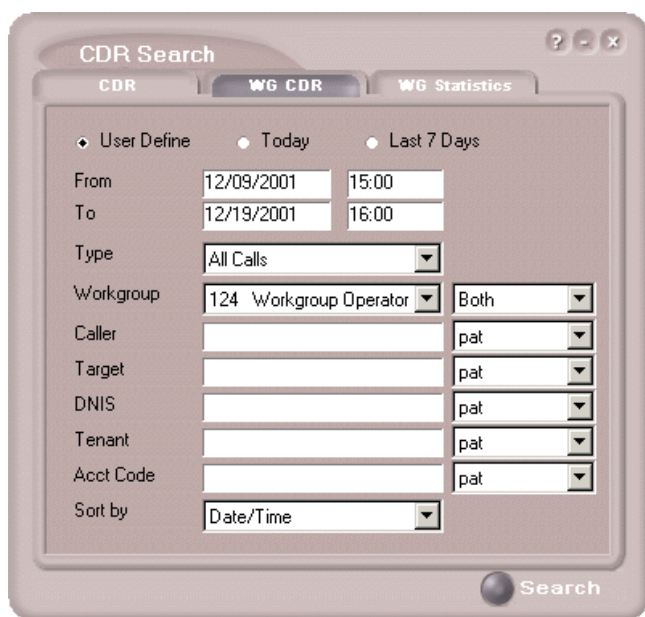 CDR Search
? - x
CDR WG CDR WG Statistics
User Define Today Last 7 Days
From 12/09/2001 15:00
To 12/19/2001 16:00
Type All Calls
Workgroup 124 Workgroup Operator Both
Caller pat
Target pat
DNIS pat
Tenant pat
Acct Code pat
Sort by Date/Time
Search